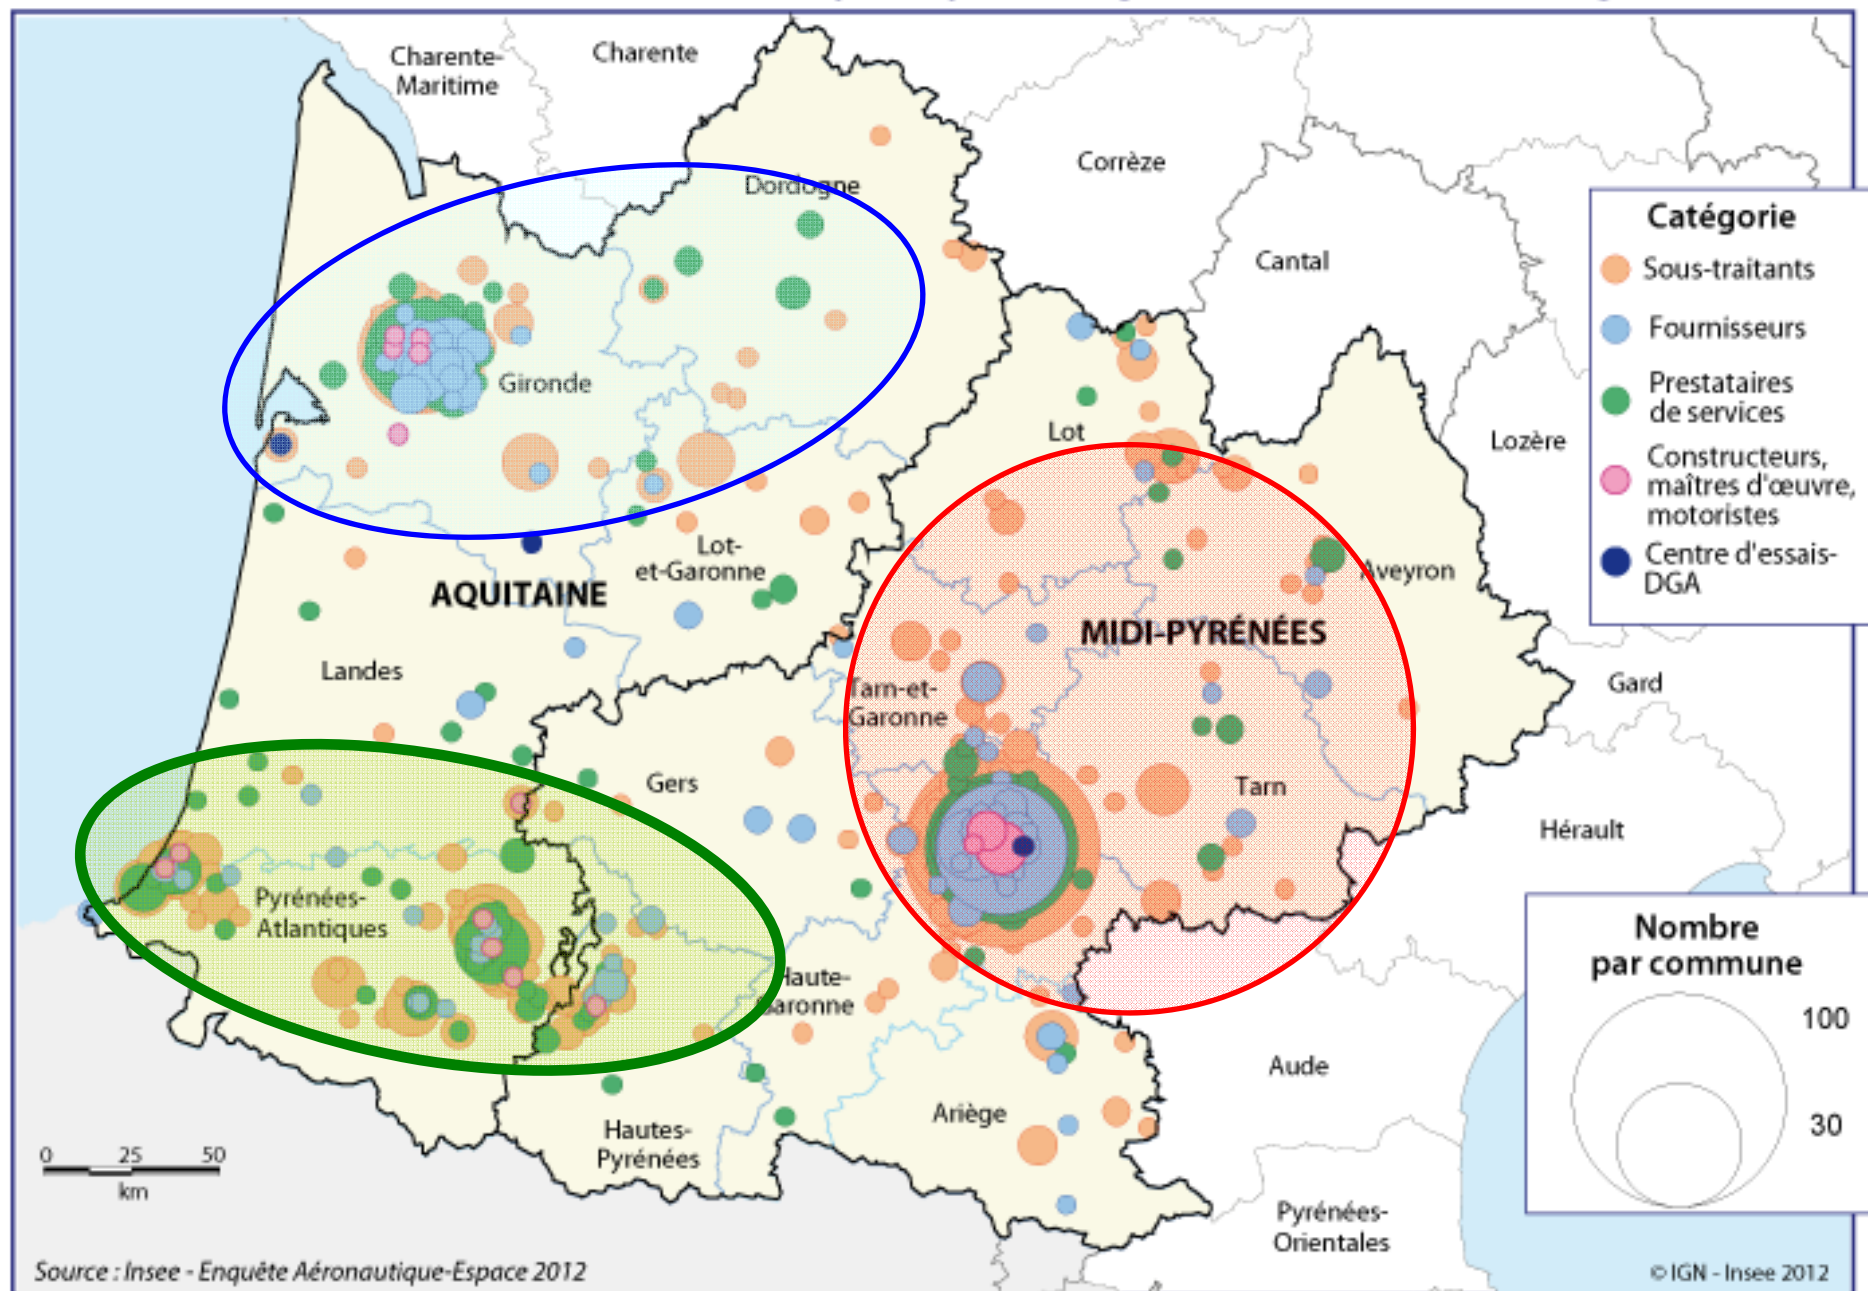 Charente-
Maritime
Charente
Corrèze
Dordogne
Cantal
Gironde
Lot
Lozère
Lot-
et-Garonne
Aveyron
AQUITAINE
MIDI-PYRÉNÉES
Landes
Tarn-et-
Garonne
Gard
Gers
Tarn
Hérault
Pyrénées-
Atlantiques
Haute-
Garonne
Aude
Ariège
Hautes-
Pyrénées
Pyrénées-
Orientales
Catégorie
Sous-traitants
Fournisseurs
Prestataires
de services
Constructeurs,
maîtres d'œuvre,
motoristes
Centre d'essais-
DGA
Nombre
par commune
100
30
0 25 50
km
Source : Insee - Enquête Aéronautique-Espace 2012
© IGN - Insee 2012